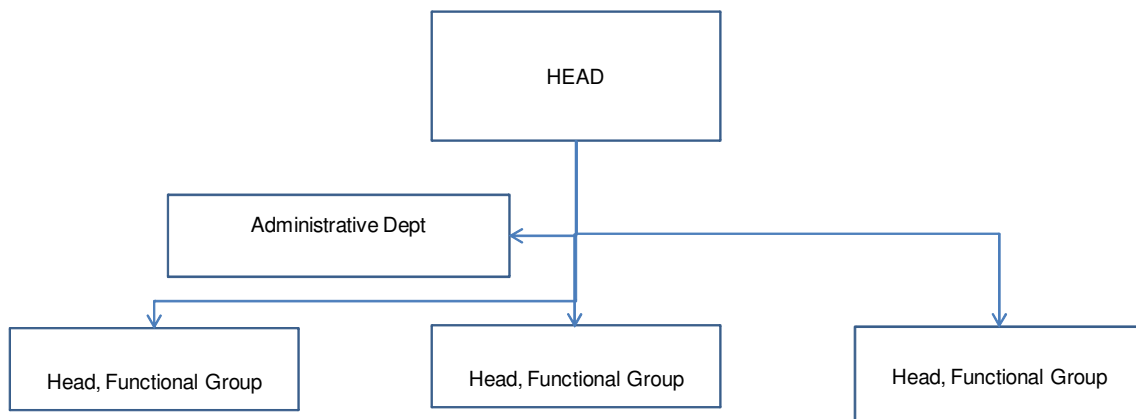 HEAD
Administrative Dept
Head, Functional Group
Head, Functional Group
Head, Functional Group